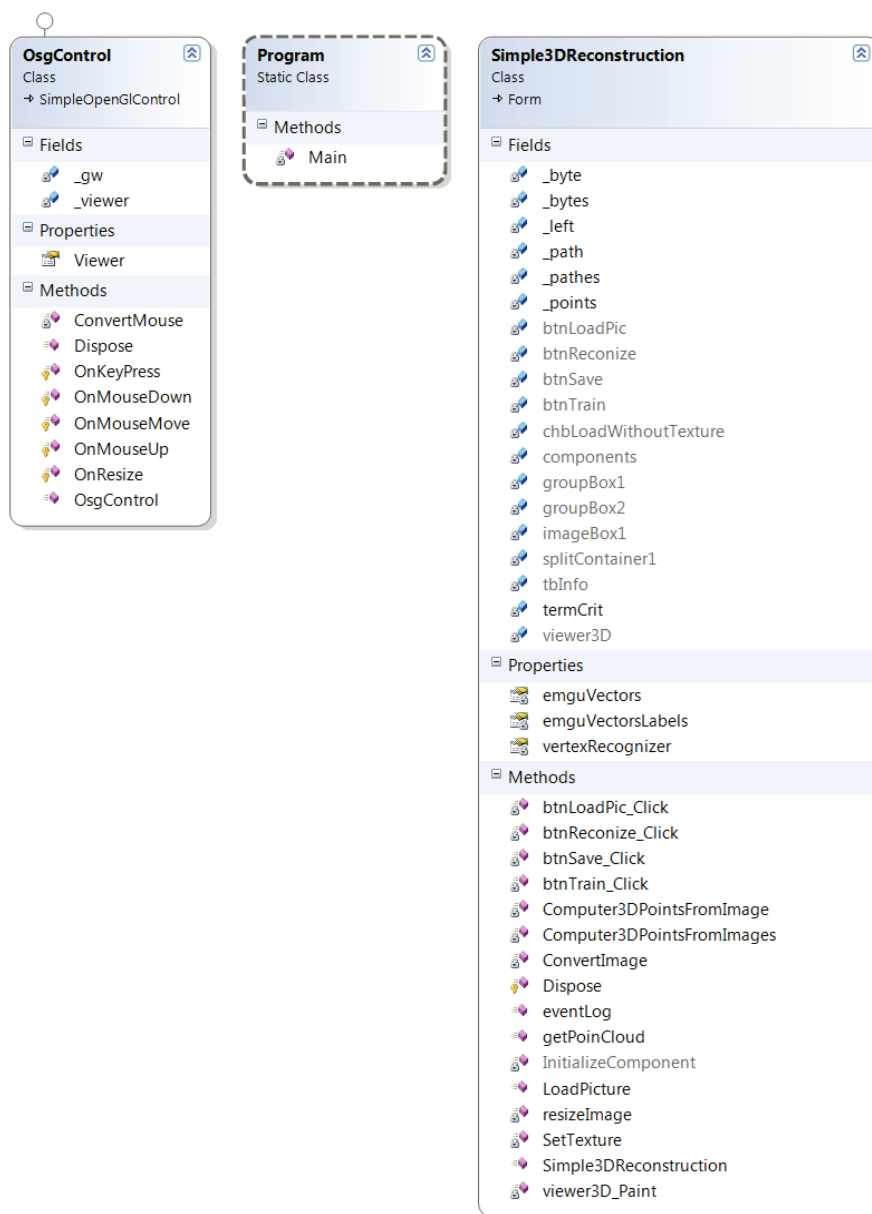 OsgControl
Class
SimpleOpenGlControl
Fields
_gw
_viewer
Properties
Viewer
Methods
ConvertMouse
Dispose
OnKeyPress
OnMouseDown
OnMouseMove
OnMouseUp
OnResize
OsgControl
Program
Static Class
Methods
Main
Simple3DReconstruction
Class
Form
Fields
_byte
_bytes
_left
_path
_pathes
_points
btnLoadPic
btnReconize
btnSave
btnTrain
chbLoadWithoutTexture
components
groupBox1
groupBox2
imageBox1
splitContainer1
tbInfo
termCrit
viewer3D
Properties
emguVectors
emguVectorsLabels
vertexRecognizer
Methods
btnLoadPic_Click
btnReconize_Click
btnSave_Click
btnTrain_Click
Computer3DPointsFromImage
Computer3DPointsFromImages
ConvertImage
Dispose
eventLog
getPoinCloud
InitializeComponent
LoadPicture
resizeImage
SetTexture
Simple3DReconstruction
viewer3D_Paint